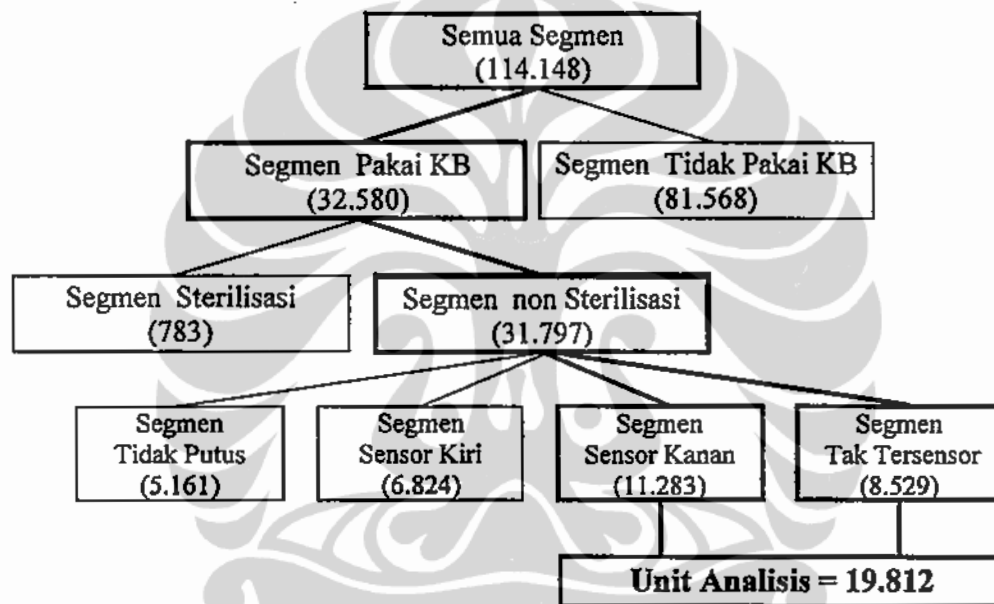 Semua Segmen
(114.148)
Segmen Pakai KB
(32.580)
Segmen Tidak Pakai KB
(81.568)
Segmen Sterilisasi
(783)
Segmen non Sterilisasi
(31.797)
Segmen
Tidak Putus
(5.161)
Segmen
Sensor Kiri
(6.824)
Segmen
Sensor Kanan
(11.283)
Segmen
Tak Tersensor
(8.529)
Unit Analisis = 19.812